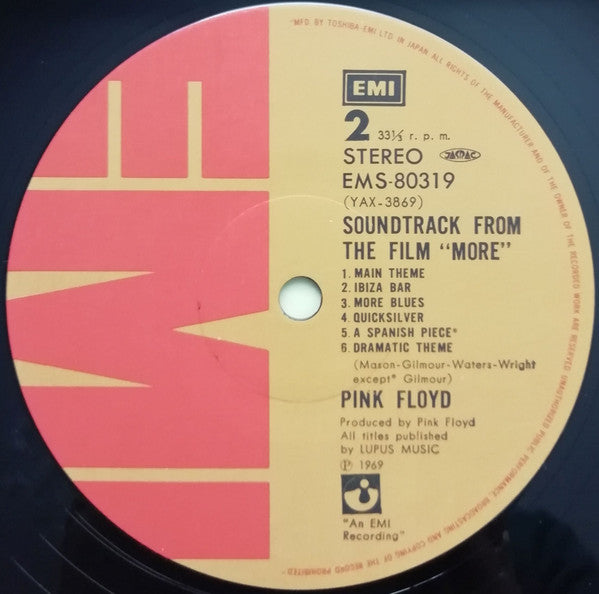 "MFD. BY TOSHIBA EMI LTD. IN JAPAN ALL RIGHTS OF THE MANUFACTURER AND OF THE OWNER OF THE RECORDED WORK ARE RESERVED. UNAUTHORIZED PUBLIC PERFORMANCE, BROADCASTING AND COPYING OF THE RECORD PROHIBITED"
EMI
EMI
2 33⅓ r. p. m.
STEREO JASRAC
EMS-80319
(YAX-3869)
SOUNDTRACK FROM
THE FILM "MORE"
1. MAIN THEME
2. IBIZA BAR
3. MORE BLUES
4. QUICKSILVER
5. A SPANISH PIECE*
6. DRAMATIC THEME
(Mason-Gilmour-Waters-Wright
except* Gilmour)
PINK FLOYD
Produced by Pink Floyd
All titles published
by LUPUS MUSIC
℗ 1969
"An EMI
Recording"